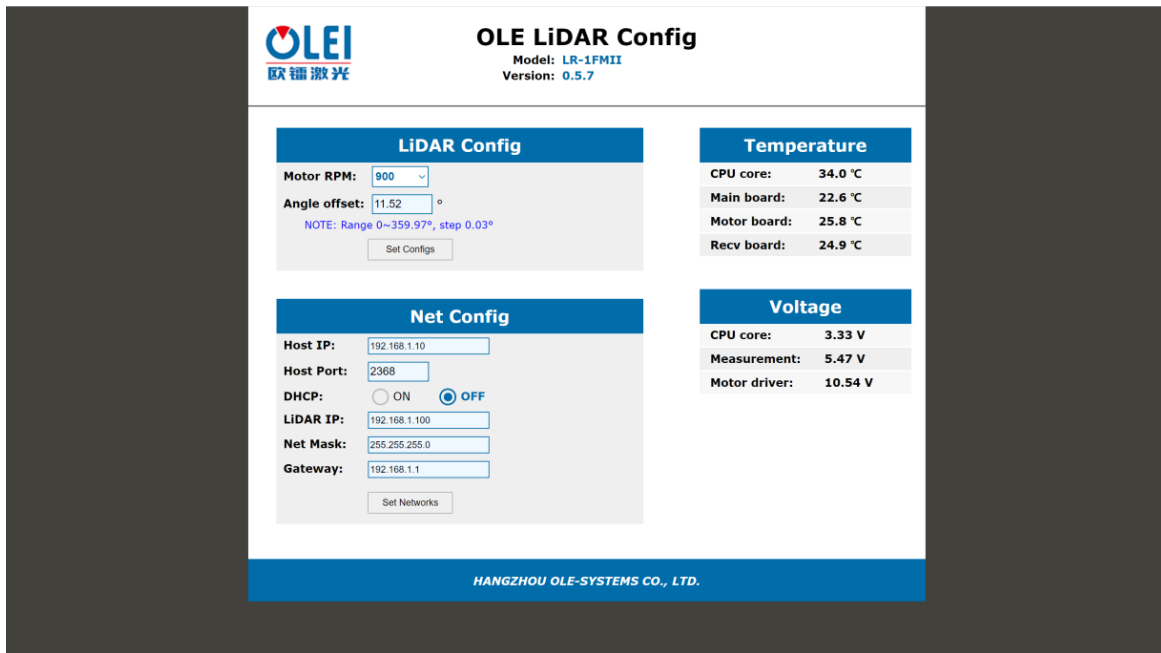 OLEI
欧镭激光
OLE LiDAR Config
Model: LR-1FMII
Version: 0.5.7
LiDAR Config
Motor RPM: 900
Angle offset: 11.52 °
NOTE: Range 0~359.97°, step 0.03°
Set Configs
Net Config
Host IP: 192.168.1.10
Host Port: 2368
DHCP: ON OFF
LiDAR IP: 192.168.1.100
Net Mask: 255.255.255.0
Gateway: 192.168.1.1
Set Networks
Temperature
CPU core: 34.0 ℃
Main board: 22.6 ℃
Motor board: 25.8 ℃
Recv board: 24.9 ℃
Voltage
CPU core: 3.33 V
Measurement: 5.47 V
Motor driver: 10.54 V
HANGZHOU OLE-SYSTEMS CO., LTD.